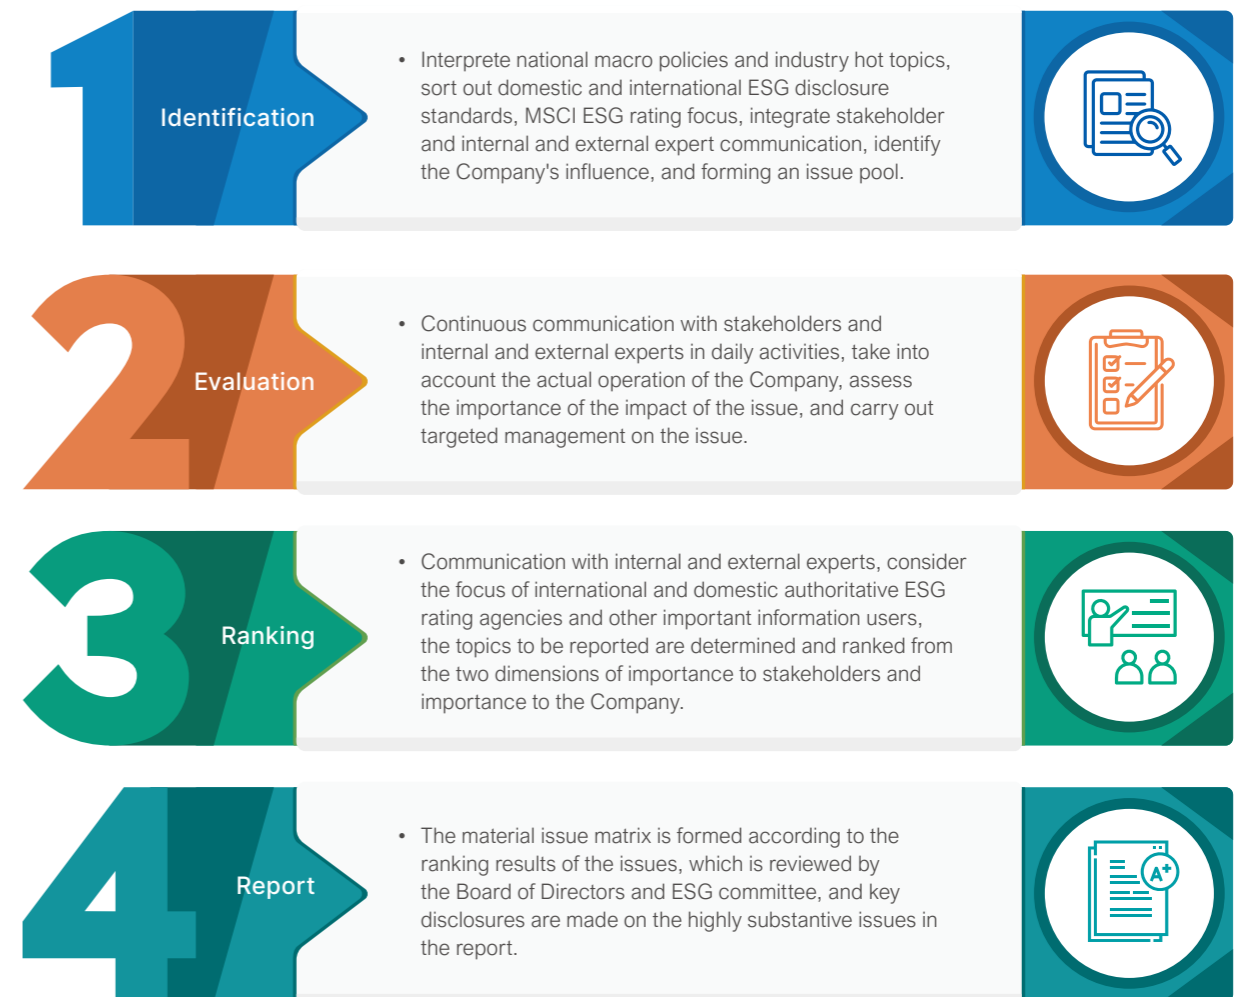 1
Identification
• Interprete national macro policies and industry hot topics,
sort out domestic and international ESG disclosure
standards, MSCI ESG rating focus, integrate stakeholder
and internal and external expert communication, identify
the Company's influence, and forming an issue pool.
2
Evaluation
• Continuous communication with stakeholders and
internal and external experts in daily activities, take into
account the actual operation of the Company, assess
the importance of the impact of the issue, and carry out
targeted management on the issue.
3
Ranking
• Communication with internal and external experts, consider
the focus of international and domestic authoritative ESG
rating agencies and other important information users,
the topics to be reported are determined and ranked from
the two dimensions of importance to stakeholders and
importance to the Company.
4
Report
• The material issue matrix is formed according to the
ranking results of the issues, which is reviewed by
the Board of Directors and ESG committee, and key
disclosures are made on the highly substantive issues in
the report.
A+